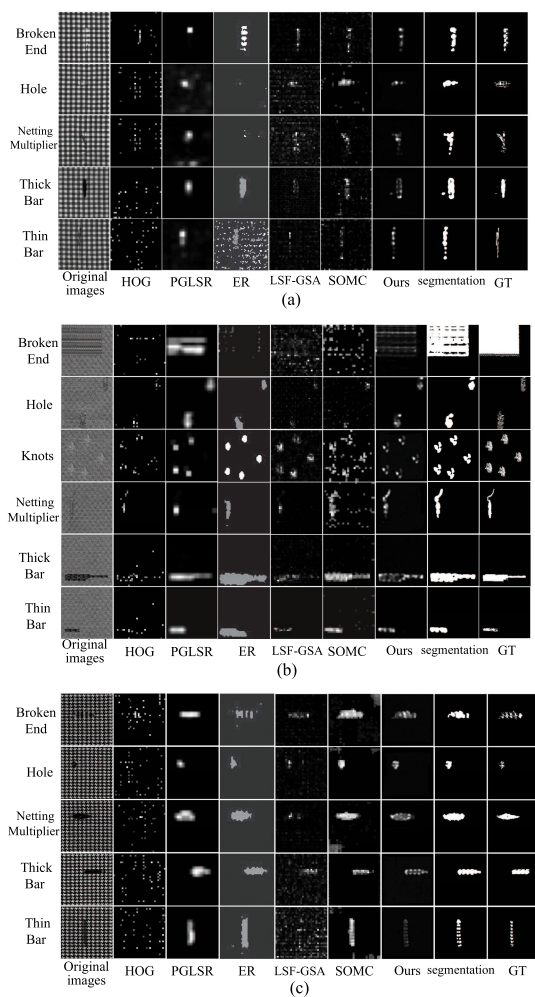 Broken
End
Hole
Netting
Multiplier
Thick
Bar
Thin
Bar
Original
images
HOG
PGLSR
ER
LSF-GSA
SOMC
Ours
segmentation
GT
(a)
Broken
End
Hole
Knots
Netting
Multiplier
Thick
Bar
Thin
Bar
Original
images
HOG
PGLSR
ER
LSF-GSA
SOMC
Ours
segmentation
GT
(b)
Broken
End
Hole
Netting
Multiplier
Thick
Bar
Thin
Bar
Original
images
HOG
PGLSR
ER
LSF-GSA
SOMC
Ours
segmentation
GT
(c)